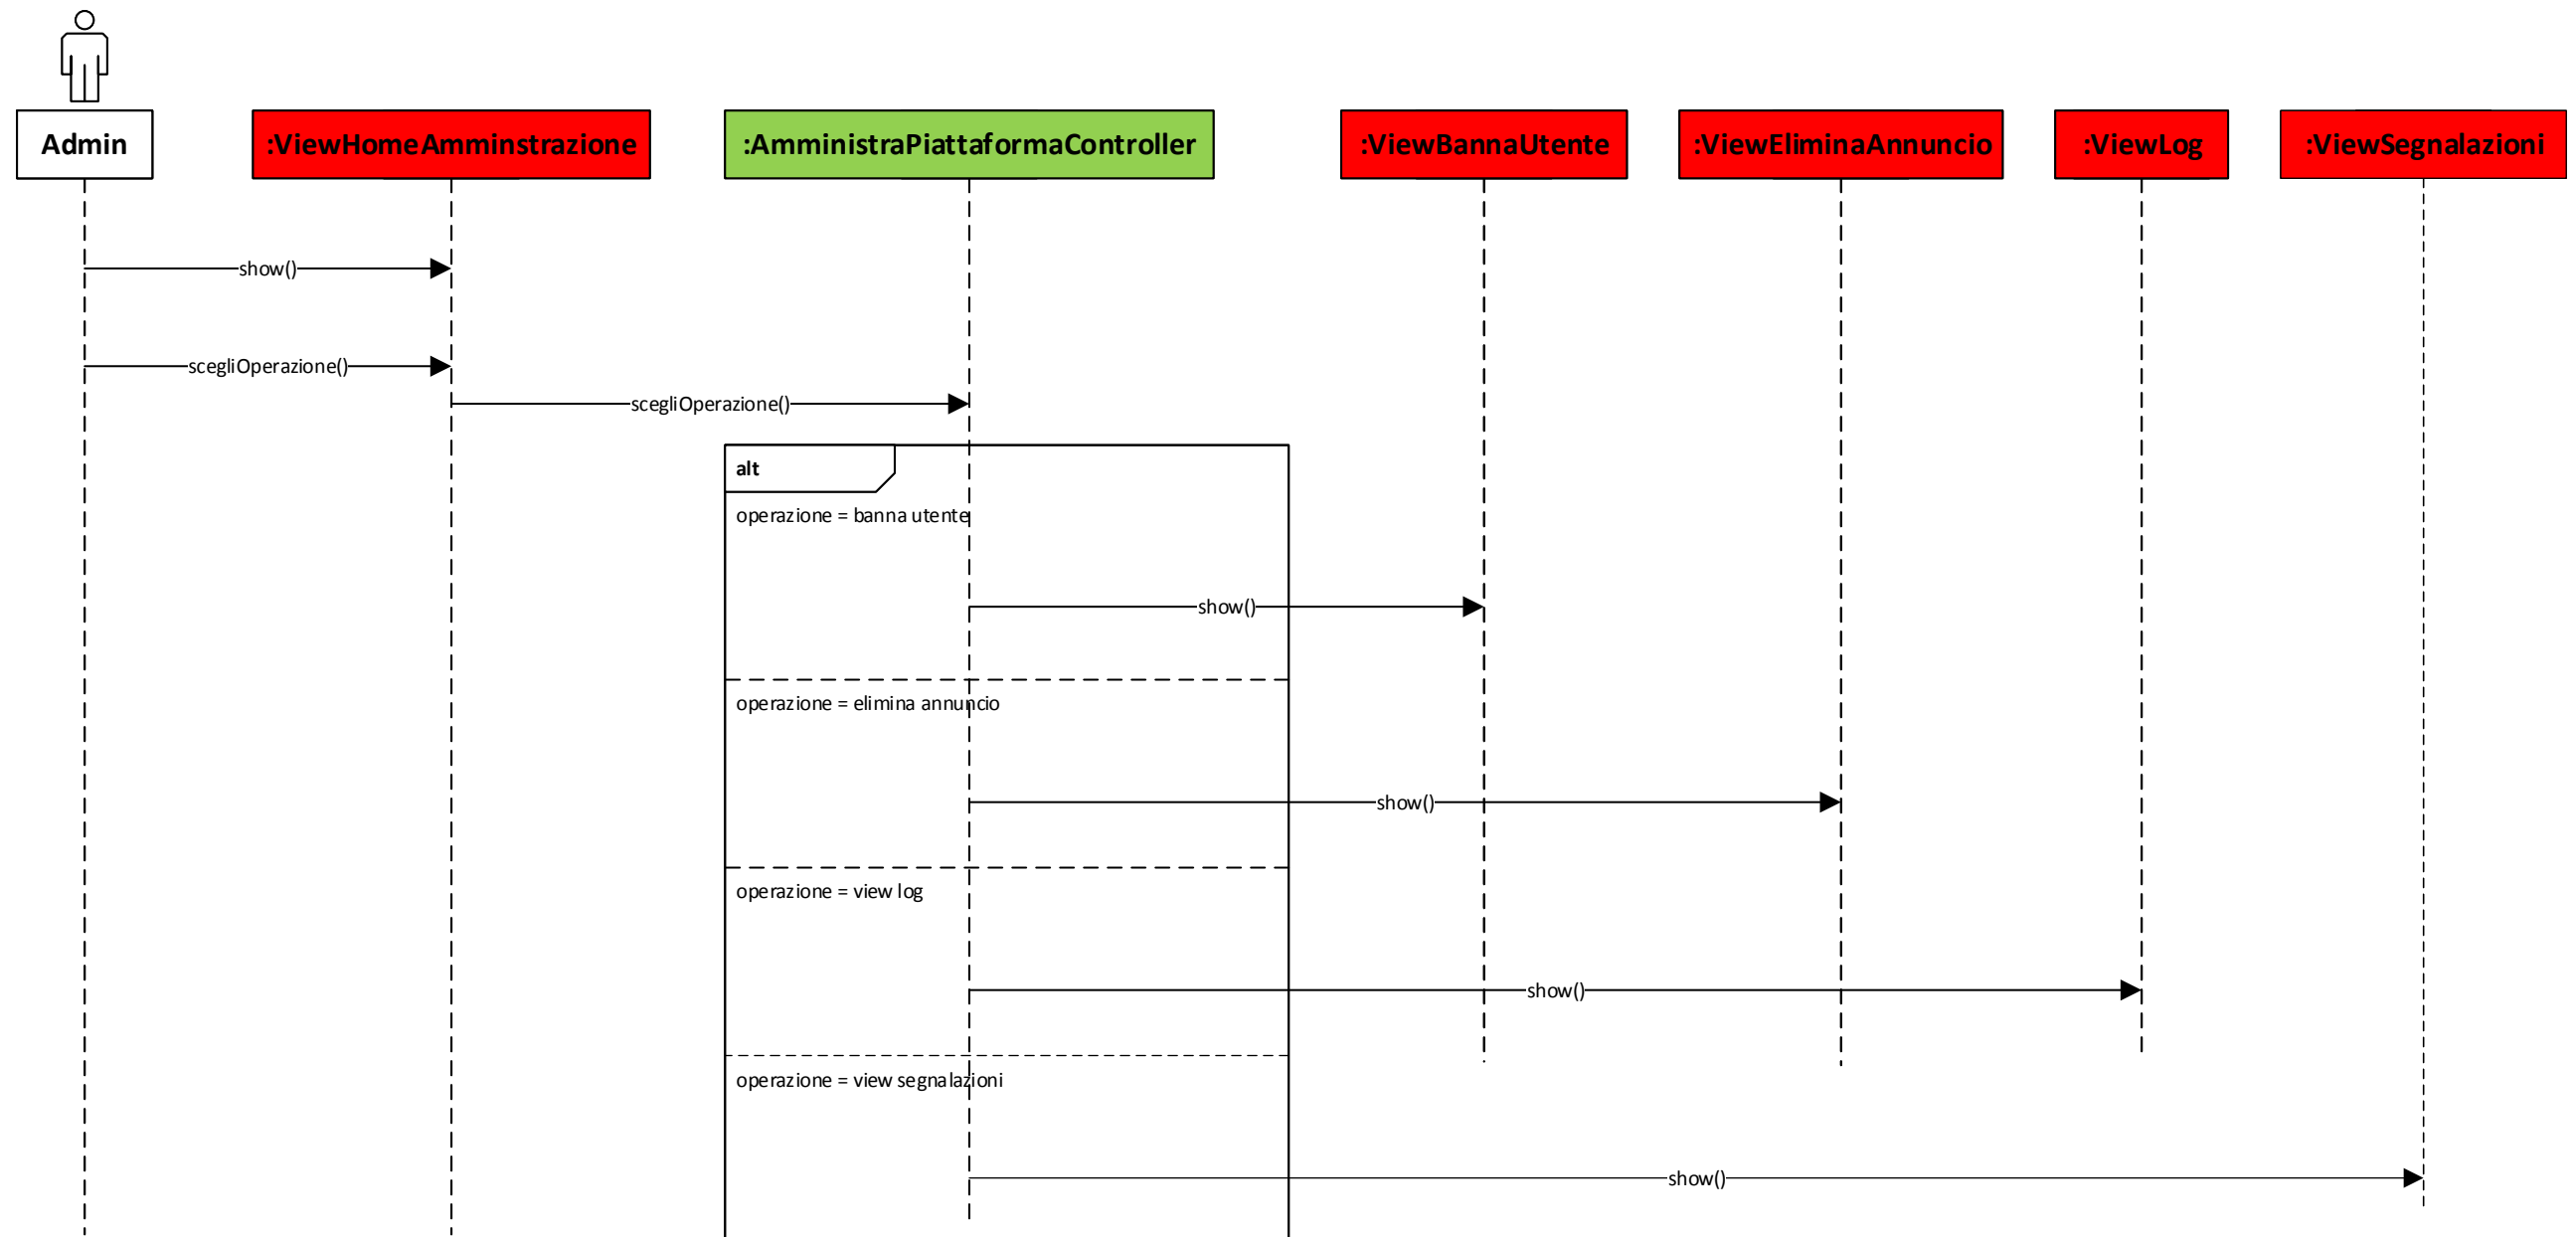 Admin
:ViewHomeAmminstrazione
:AmministraPiattaformaController
:ViewBannaUtente
:ViewEliminaAnnuncio
:ViewLog
:ViewSegnalazioni
show()
scegliOperazione()
scegliOperazione()
alt
operazione = banna utente
show()
operazione = elimina annuncio
show()
operazione = view log
show()
operazione = view segnalazioni
show()